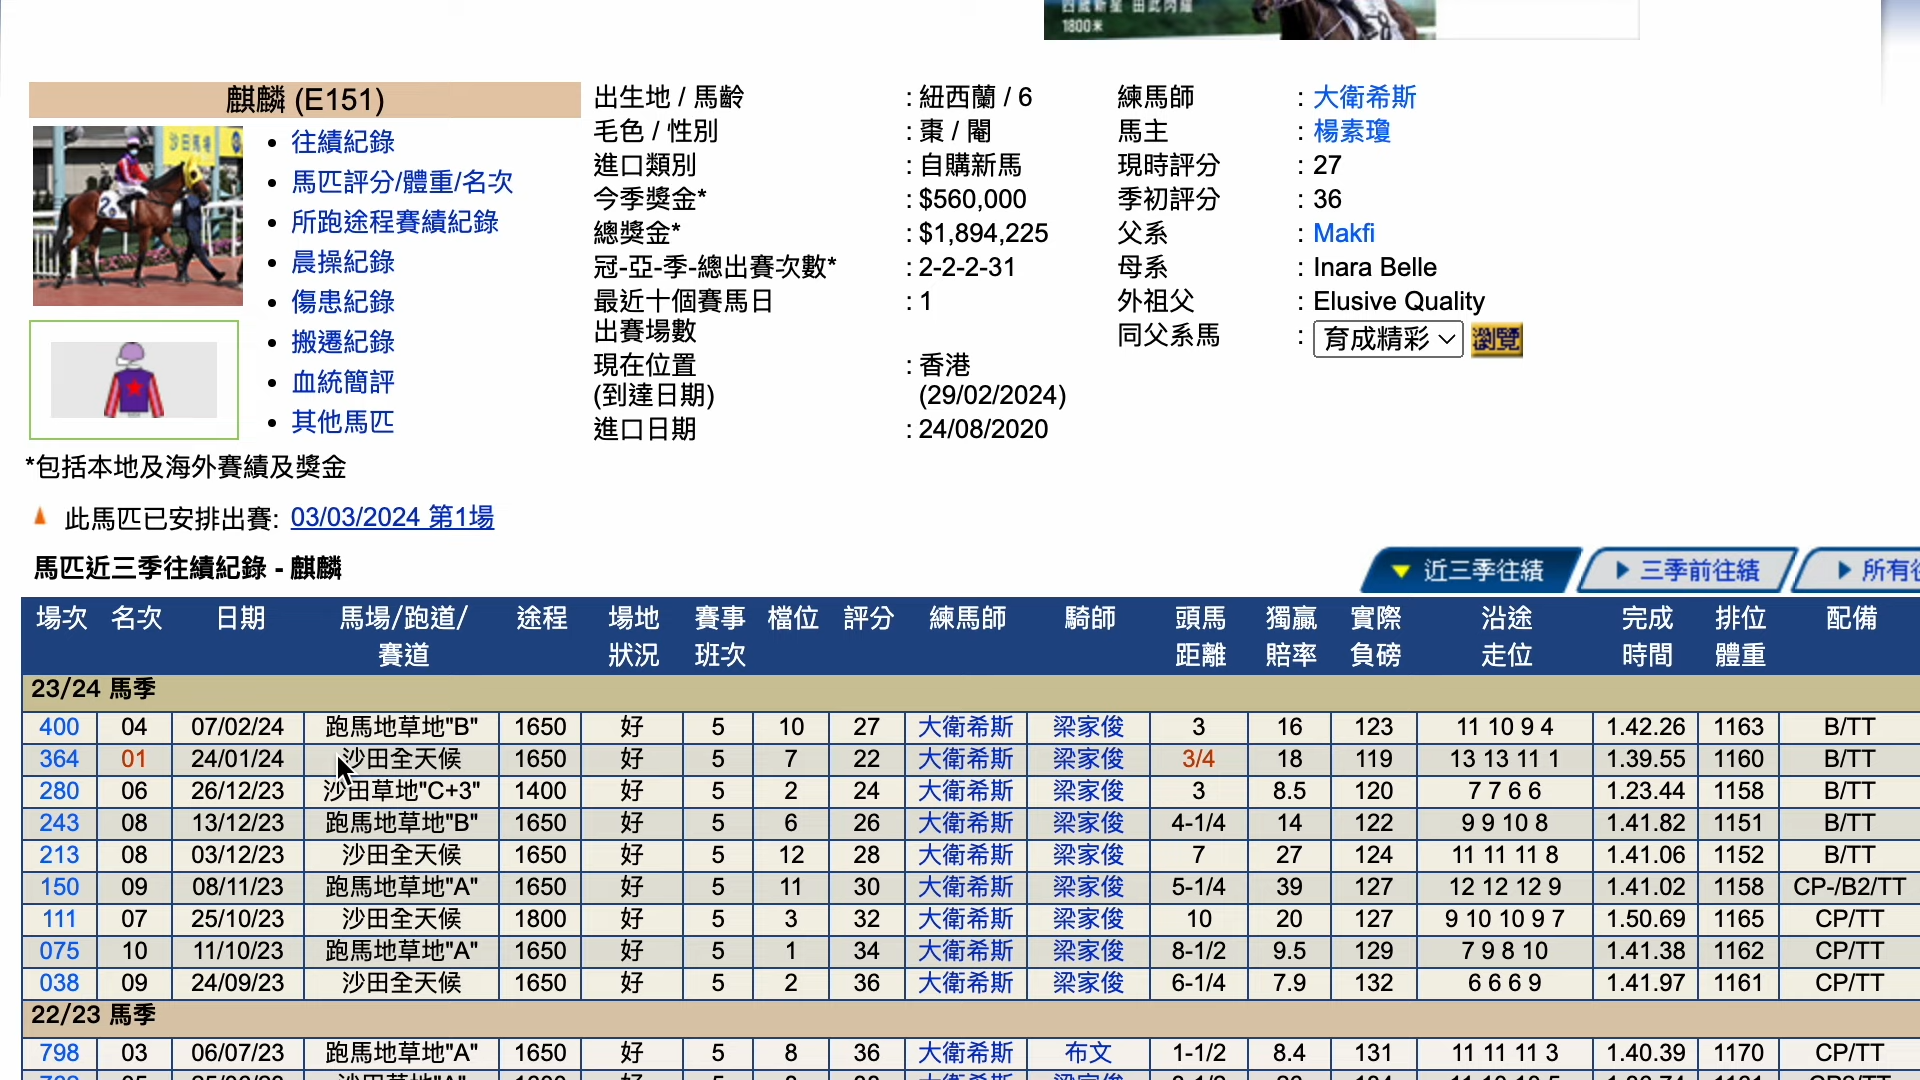 四歲新星 由此閃耀
1800米
麒麟 (E151)
沙田馬場
往績紀錄
馬匹評分/體重/名次
所跑途程賽績紀錄
晨操紀錄
傷患紀錄
搬遷紀錄
血統簡評
其他馬匹
出生地 / 馬齡 : 紐西蘭 / 6
毛色 / 性別 : 棗 / 閹
進口類別 : 自購新馬
今季獎金* : $560,000
總獎金* : $1,894,225
冠-亞-季-總出賽次數* : 2-2-2-31
最近十個賽馬日 : 1
出賽場數
現在位置 : 香港
(到達日期) (29/02/2024)
進口日期 : 24/08/2020
練馬師 : 大衛希斯
馬主 : 楊素瓊
現時評分 : 27
季初評分 : 36
父系 : Makfi
母系 : Inara Belle
外祖父 : Elusive Quality
同父系馬 : 育成精彩 瀏覽
*包括本地及海外賽績及獎金
此馬匹已安排出賽: 03/03/2024 第1場
馬匹近三季往績紀錄 - 麒麟
近三季往績 三季前往績 所有
場次 名次 日期 馬場/跑道/ 途程 場地 賽事 檔位 評分 練馬師 騎師 頭馬 獨贏 實際 沿途 完成 排位 配備
賽道 狀況 班次 距離 賠率 負磅 走位 時間 體重
23/24 馬季
400 04 07/02/24 跑馬地草地"B" 1650 好 5 10 27 大衛希斯 梁家俊 3 16 123 11 10 9 4 1.42.26 1163 B/TT
364 01 24/01/24 沙田全天候 1650 好 5 7 22 大衛希斯 梁家俊 3/4 18 119 13 13 11 1 1.39.55 1160 B/TT
280 06 26/12/23 沙田草地"C+3" 1400 好 5 2 24 大衛希斯 梁家俊 3 8.5 120 7 7 6 6 1.23.44 1158 B/TT
243 08 13/12/23 跑馬地草地"B" 1650 好 5 6 26 大衛希斯 梁家俊 4-1/4 14 122 9 9 10 8 1.41.82 1151 B/TT
213 08 03/12/23 沙田全天候 1650 好 5 12 28 大衛希斯 梁家俊 7 27 124 11 11 11 8 1.41.06 1152 B/TT
150 09 08/11/23 跑馬地草地"A" 1650 好 5 11 30 大衛希斯 梁家俊 5-1/4 39 127 12 12 12 9 1.41.02 1158 CP-/B2/TT
111 07 25/10/23 沙田全天候 1800 好 5 3 32 大衛希斯 梁家俊 10 20 127 9 10 10 9 7 1.50.69 1165 CP/TT
075 10 11/10/23 跑馬地草地"A" 1650 好 5 1 34 大衛希斯 梁家俊 8-1/2 9.5 129 7 9 8 10 1.41.38 1162 CP/TT
038 09 24/09/23 沙田全天候 1650 好 5 2 36 大衛希斯 梁家俊 6-1/4 7.9 132 6 6 6 9 1.41.97 1161 CP/TT
22/23 馬季
798 03 06/07/23 跑馬地草地"A" 1650 好 5 8 36 大衛希斯 布文 1-1/2 8.4 131 11 11 11 3 1.40.39 1170 CP/TT